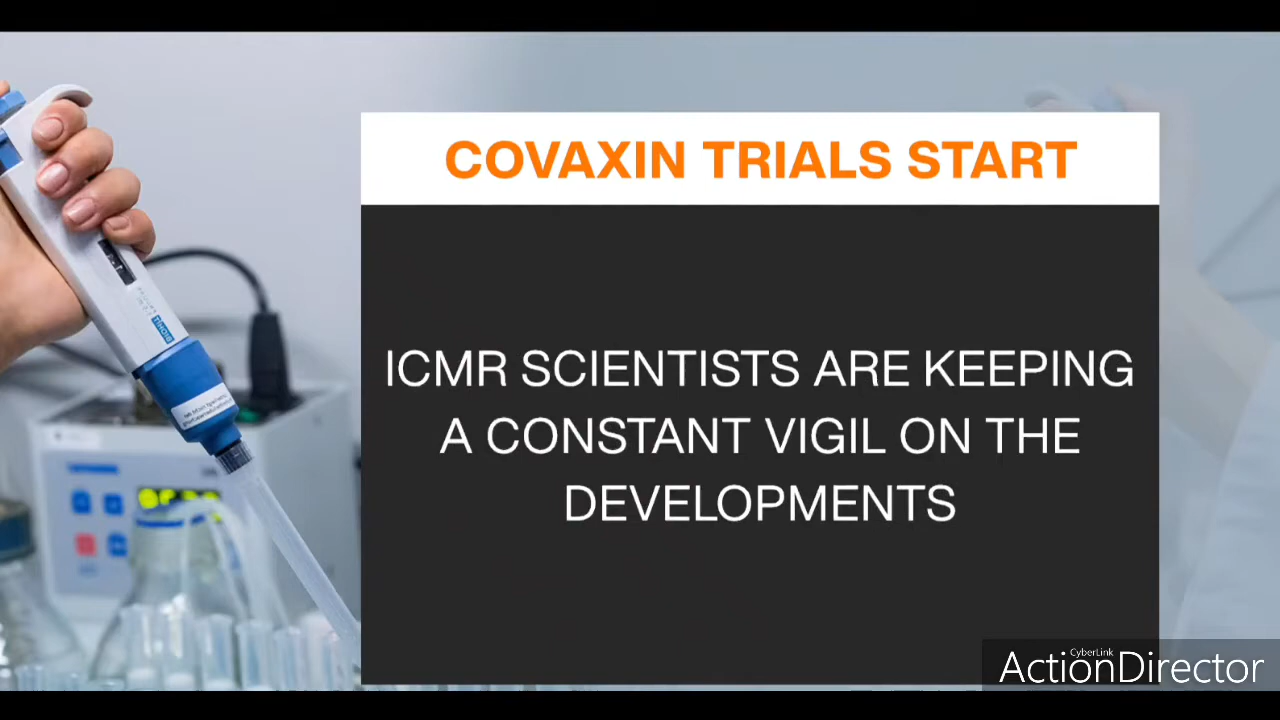 COVAXIN TRIALS START
ICMR SCIENTISTS ARE KEEPING
A CONSTANT VIGIL ON THE
DEVELOPMENTS
CyberLink
ActionDirector